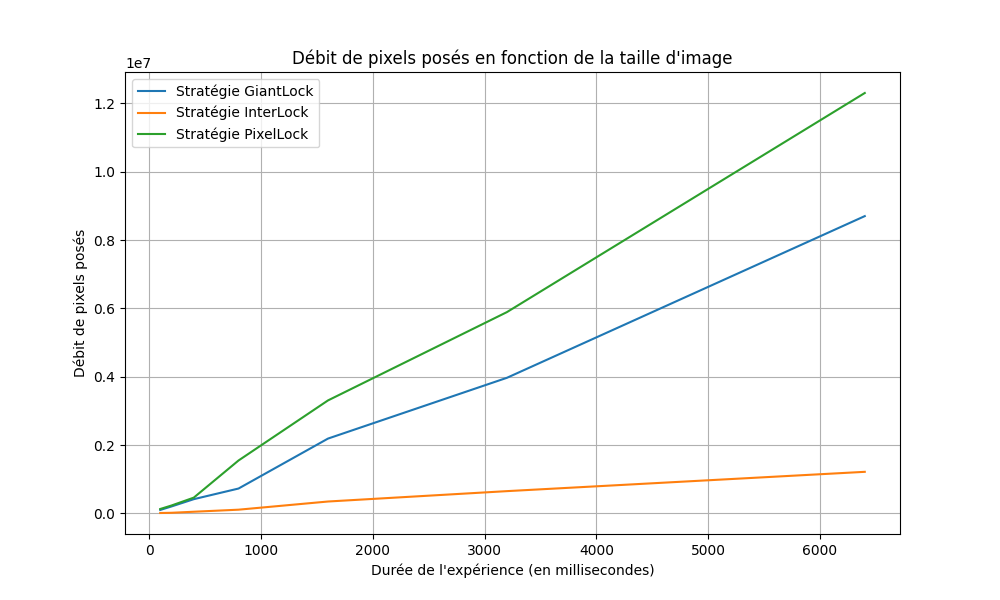 Débit de pixels posés en fonction de la taille d'image
1e7
Stratégie GiantLock
Stratégie InterLock
Stratégie PixelLock
1.2
1.0
0.8
0.6
0.4
0.2
0.0
Débit de pixels posés
0 1000 2000 3000 4000 5000 6000
Durée de l'expérience (en millisecondes)